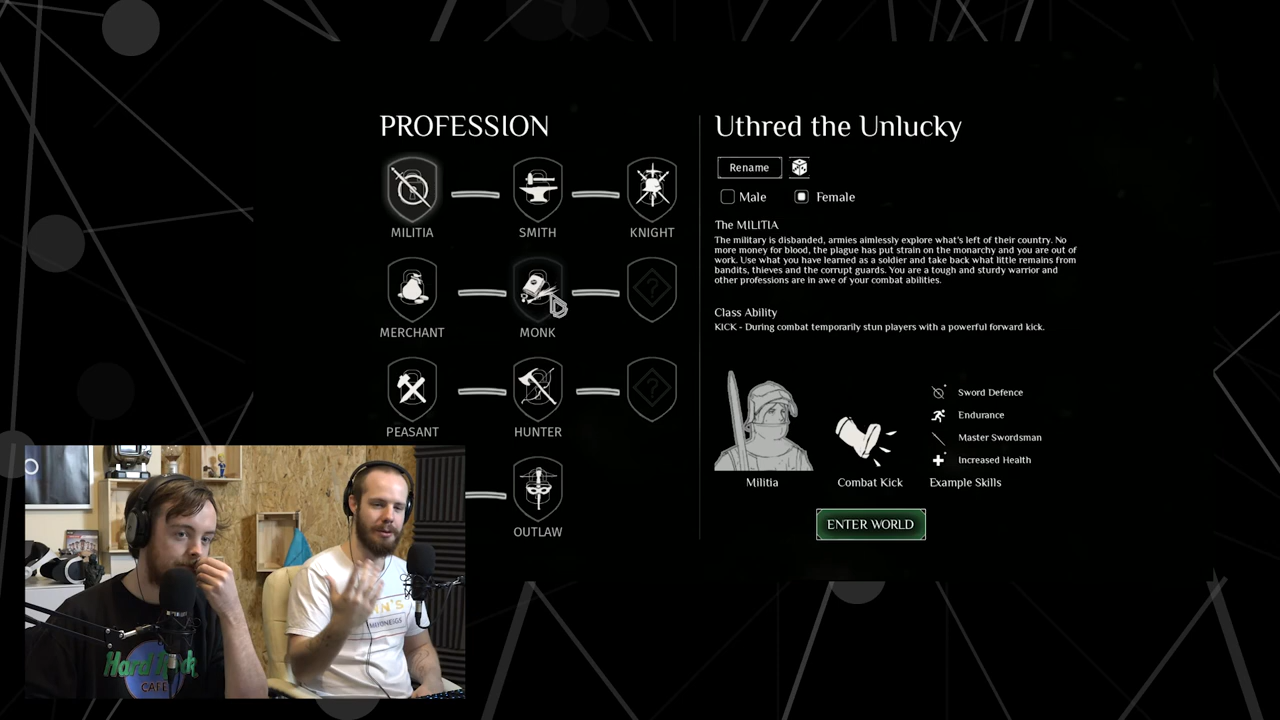 PROFESSION
MILITIA
SMITH
KNIGHT
MERCHANT
MONK
?
PEASANT
HUNTER
?
OUTLAW
Uthred the Unlucky
Rename
Male
Female
The MILITIA
The military is disbanded, armies aimlessly explore what's left of their country. No
more money for blood, the plague has put strain on the monarchy and you are out of
work. Use what you have learned as a soldier and take back what little remains from
bandits, thieves and the corrupt guards. You are a tough and sturdy warrior and
other professions are in awe of your combat abilities.
Class Ability
KICK - During combat temporarily stun players with a powerful forward kick.
Sword Defence
Endurance
Master Swordsman
Increased Health
Militia
Combat Kick
Example Skills
ENTER WORLD
CAFE